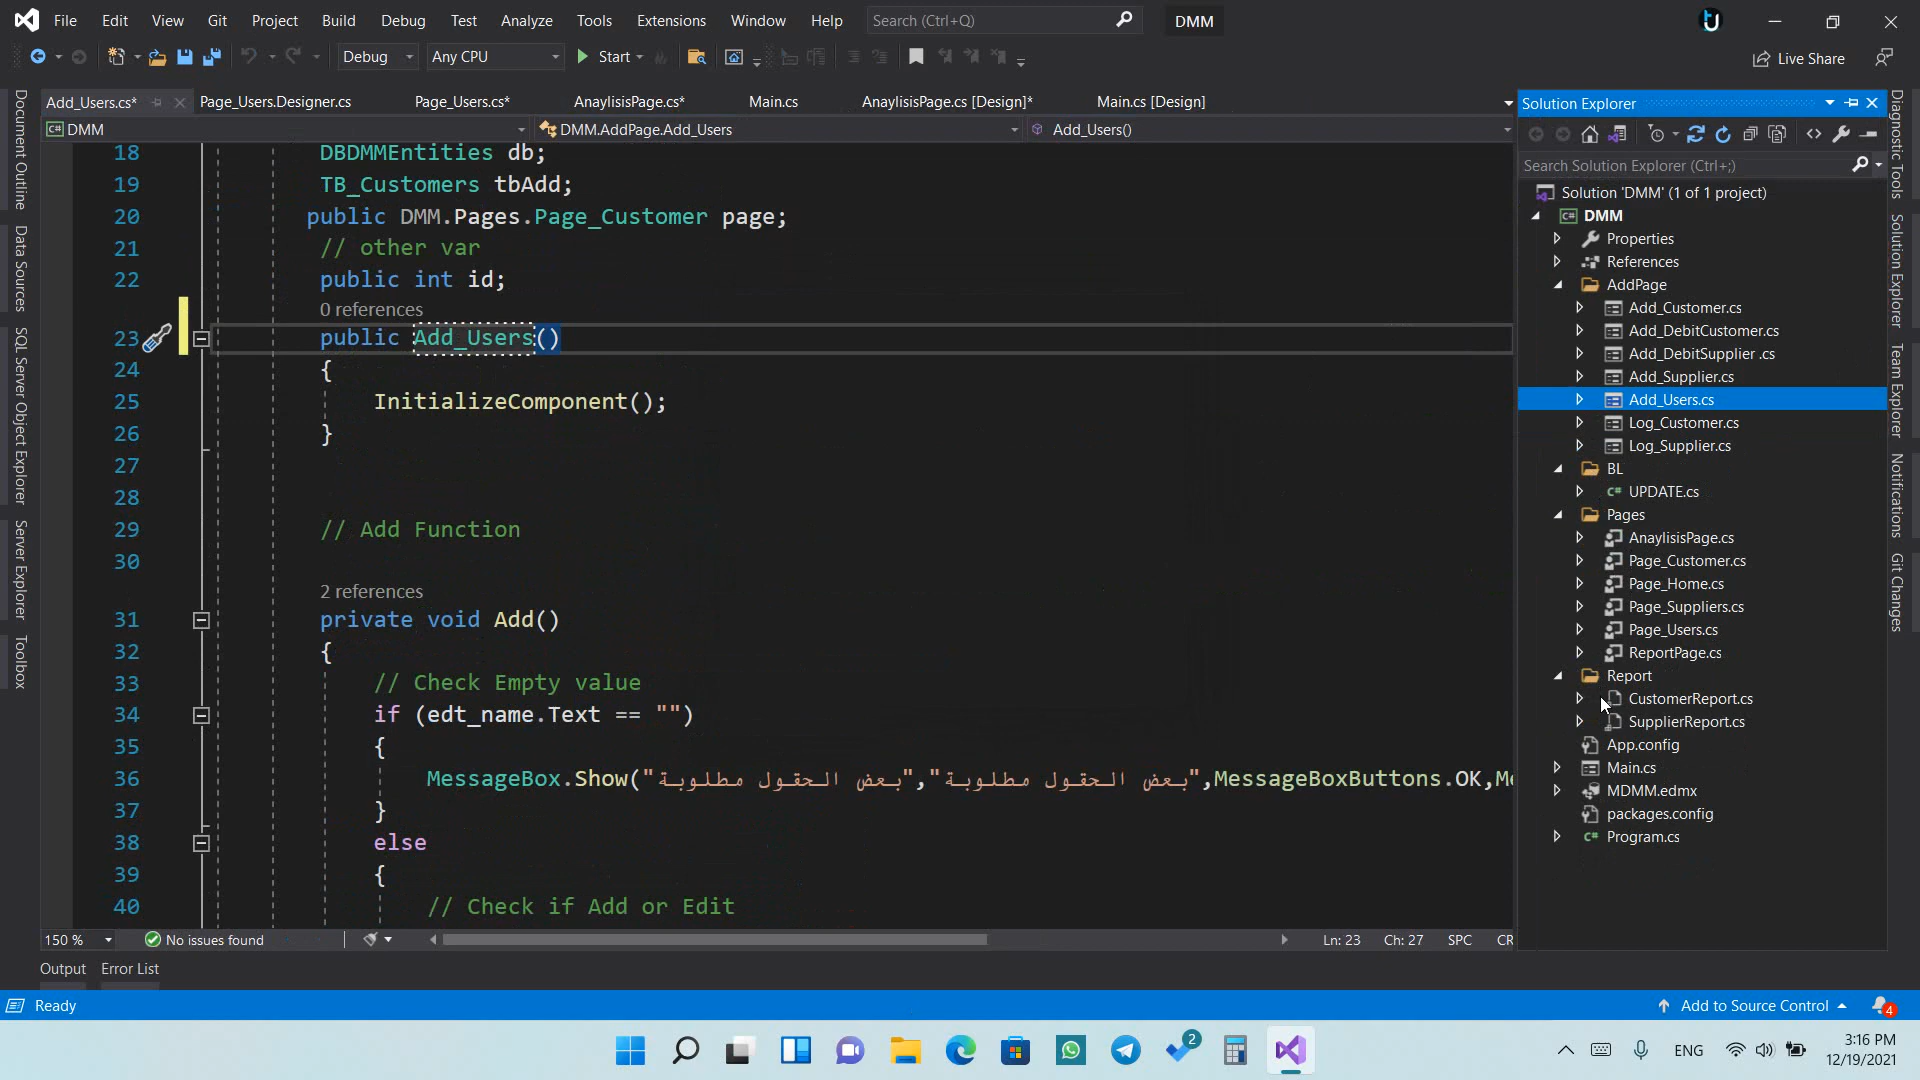 File Edit View Git Project Build Debug Test Analyze Tools Extensions Window Help Search (Ctrl+Q) DMM
Debug Any CPU Start Live Share
Add_Users.cs* Page_Users.Designer.cs Page_Users.cs* AnaylisisPage.cs* Main.cs AnaylisisPage.cs [Design]* Main.cs [Design]
DMM DMM.AddPage.Add_Users Add_Users()
18 DBDMMEntities db;
19 TB_Customers tbAdd;
20 public DMM.Pages.Page_Customer page;
21 // other var
22 public int id;
0 references
23 public Add_Users()
24 {
25 InitializeComponent();
26 }
27
28
29 // Add Function
30
2 references
31 private void Add()
32 {
33 // Check Empty value
34 if (edt_name.Text == "")
35 {
36 MessageBox.Show("بعض الحقول مطلوبة","بعض الحقول مطلوبة",MessageBoxButtons.OK,Me
37 }
38 else
39 {
40 // Check if Add or Edit
150 % No issues found Ln: 23 Ch: 27 SPC CR
Output Error List
Ready Add to Source Control 4
Document Outline
Data Sources
SQL Server Object Explorer
Server Explorer
Toolbox
Solution Explorer
Search Solution Explorer (Ctrl+;)
Solution 'DMM' (1 of 1 project)
DMM
Properties
References
AddPage
Add_Customer.cs
Add_DebitCustomer.cs
Add_DebitSupplier .cs
Add_Supplier.cs
Add_Users.cs
Log_Customer.cs
Log_Supplier.cs
BL
UPDATE.cs
Pages
AnaylisisPage.cs
Page_Customer.cs
Page_Home.cs
Page_Suppliers.cs
Page_Users.cs
ReportPage.cs
Report
CustomerReport.cs
SupplierReport.cs
App.config
Main.cs
MDMM.edmx
packages.config
Program.cs
Diagnostic Tools
Solution Explorer
Team Explorer
Notifications
Git Changes
2 ENG 3:16 PM
12/19/2021